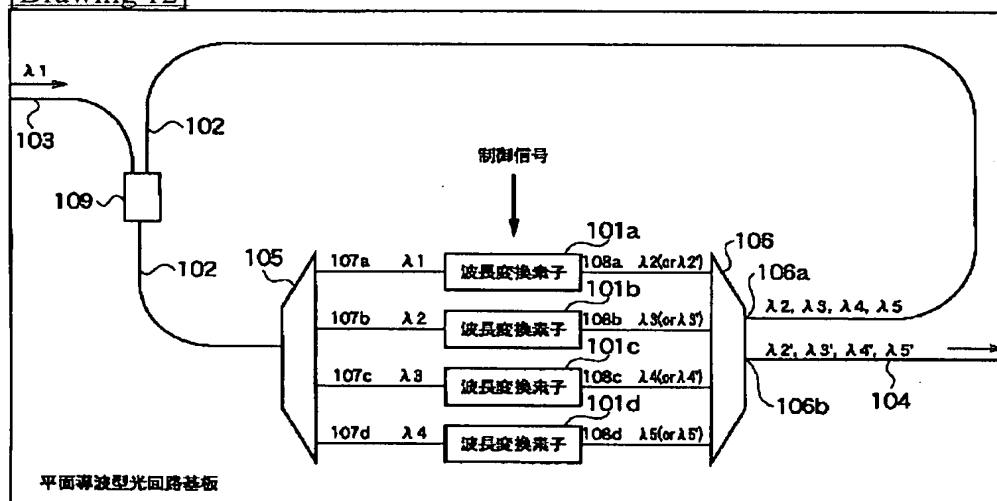 [Drawing 12]
λ1
103
102
109
制御信号
102
105
107a λ1
波長変換素子
101a
108a λ2(or λ2')
106
106a
107b λ2
波長変換素子
101b
108b λ3(or λ3')
λ2, λ3, λ4, λ5
107c λ3
波長変換素子
101c
108c λ4(or λ4')
λ2', λ3', λ4', λ5'
104
106b
107d λ4
波長変換素子
101d
108d λ5(or λ5')
平面導波型光回路基板